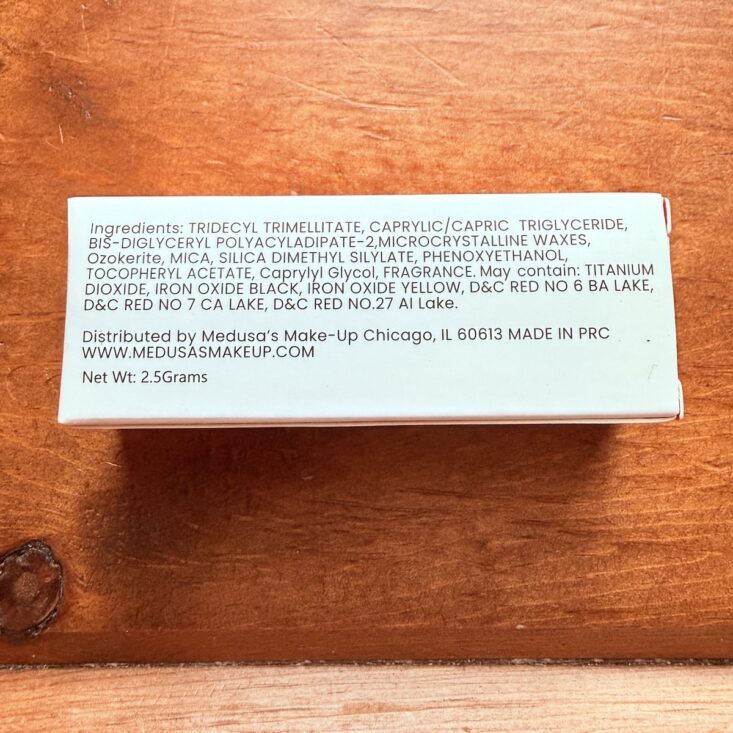 Ingredients: TRIDECYL TRIMELLITATE, CAPRYLIC/CAPRIC TRIGLYCERIDE,
BIS-DIGLYCERYL POLYACYLADIPATE-2,MICROCRYSTALLINE WAXES,
Ozokerite, MICA, SILICA DIMETHYL SILYLATE, PHENOXYETHANOL,
TOCOPHERYL ACETATE, Caprylyl Glycol, FRAGRANCE. May contain: TITANIUM
DIOXIDE, IRON OXIDE BLACK, IRON OXIDE YELLOW, D&C RED NO 6 BA LAKE,
D&C RED NO 7 CA LAKE, D&C RED NO.27 Al Lake.
Distributed by Medusa's Make-Up Chicago, IL 60613 MADE IN PRC
WWW.MEDUSASMAKEUP.COM
Net Wt: 2.5Grams